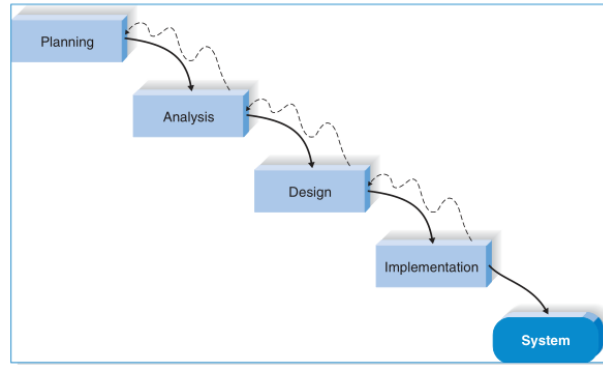 Planning
Analysis
Design
Implementation
System